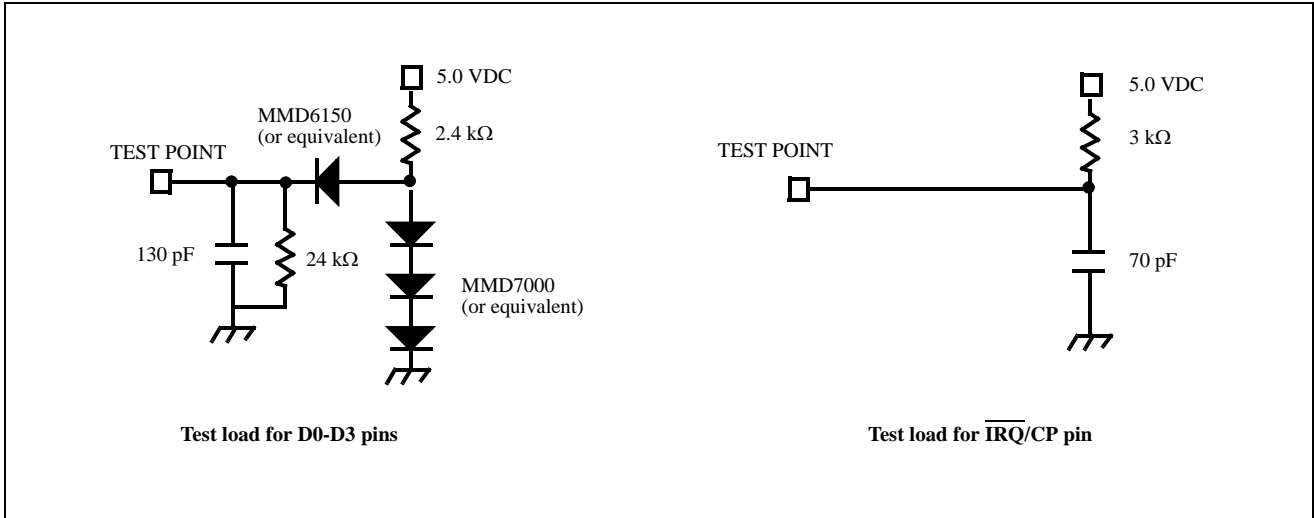 5.0 VDC
MMD6150
(or equivalent)
2.4 kΩ
TEST POINT
130 pF
24 kΩ
MMD7000
(or equivalent)
Test load for D0-D3 pins
5.0 VDC
3 kΩ
TEST POINT
70 pF
Test load for I̅R̅Q̅/CP pin